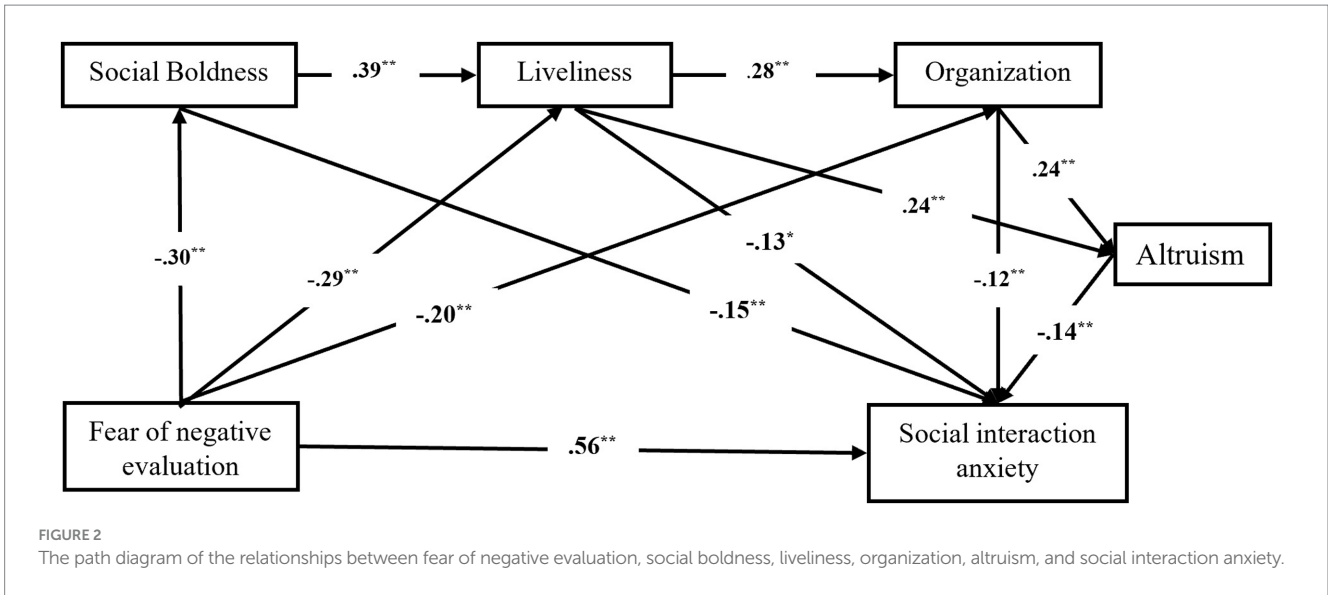 Social Boldness
.39**
Liveliness
.28**
Organization
.24**
.24**
-.13*
Altruism
-.30**
-.29**
-.12**
-.20**
-.15**
-.14**
Fear of negative
evaluation
.56**
Social interaction
anxiety
FIGURE 2
The path diagram of the relationships between fear of negative evaluation, social boldness, liveliness, organization, altruism, and social interaction anxiety.